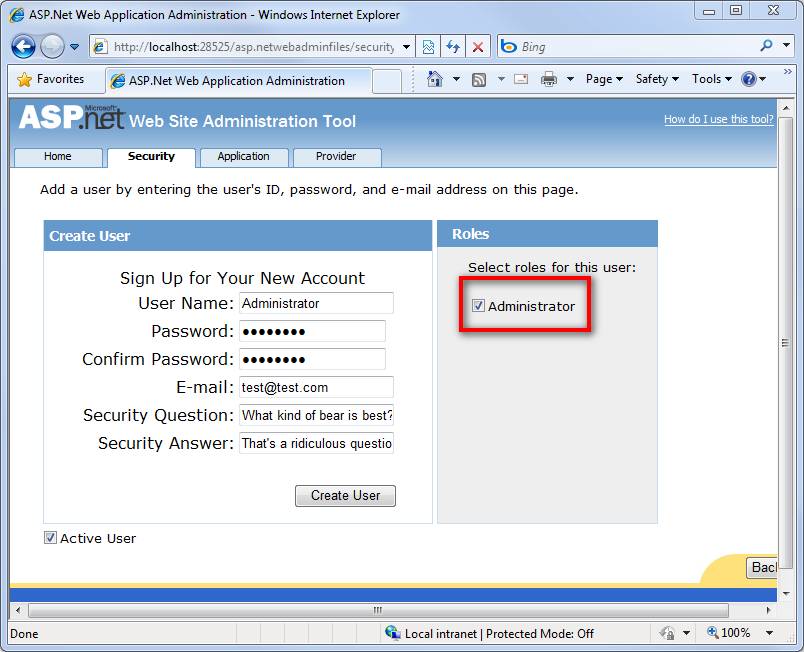 ASP.Net Web Application Administration - Windows Internet Explorer
http://localhost:28525/asp.netwebadminfiles/security
Bing
Favorites
ASP.Net Web Application Administration
Page
Safety
Tools
Microsoft
ASP.net Web Site Administration Tool
How do I use this tool?
Home
Security
Application
Provider
Add a user by entering the user's ID, password, and e-mail address on this page.
Create User
Roles
Sign Up for Your New Account
Select roles for this user:
User Name: Administrator
Administrator
Password: ●●●●●●●●
Confirm Password: ●●●●●●●●
E-mail: test@test.com
Security Question: What kind of bear is best?
Security Answer: That's a ridiculous questio
Create User
Active User
Back
Done
Local intranet | Protected Mode: Off
100%